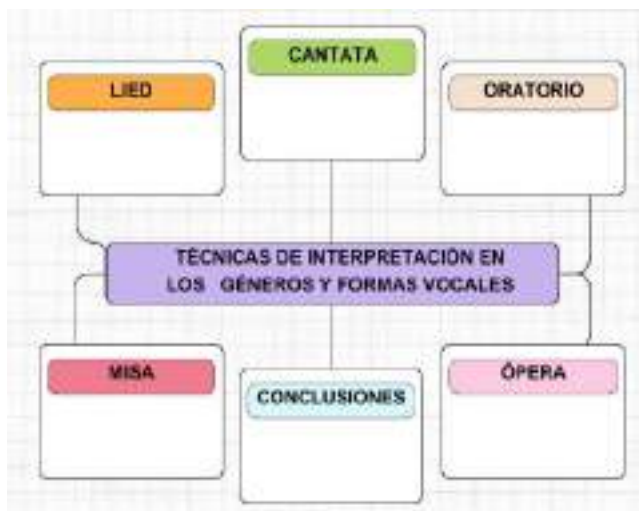 LIED
CANTATA
ORATORIO
TÉCNICAS DE INTERPRETACIÓN EN
LOS GÉNEROS Y FORMAS VOCALES
MISA
CONCLUSIONES
ÓPERA